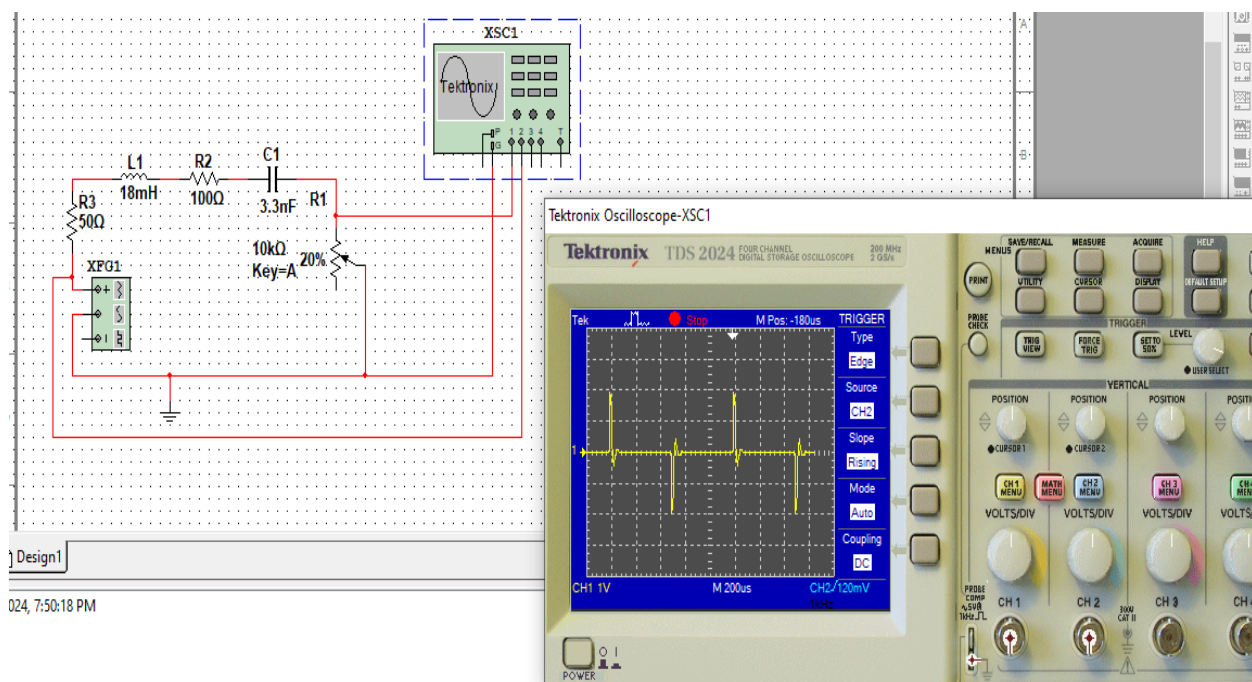 XSC1
Tektronix
P 1 2 3 4 T
G
A
B
L1
18mH
R2
100Ω
C1
3.3nF
R1
R3
50Ω
10kΩ
20%
Key=A
XFG1
Design1
024, 7:50:18 PM
Tektronix Oscilloscope-XSC1
Tektronix TDS 2024 FOUR CHANNEL DIGITAL STORAGE OSCILLOSCOPE 200 MHz 2 GS/s
Tek Stop M Pos: -180us TRIGGER
Type
Edge
Source
CH2
Slope
Rising
Mode
Auto
Coupling
DC
1
CH1 1V M 200us CH2/120mV
1kHz
POWER
MENUS
SAVE/RECALL MEASURE ACQUIRE HELP
UTILITY CURSOR DISPLAY DEFAULT SETUP
PRINT
PROBE CHECK
TRIGGER
TRIG VIEW
FORCE TRIG
SET TO 50%
LEVEL
USER SELECT
VERTICAL
POSITION POSITION POSITION
CURSOR 1 CURSOR 2
CH 1 MENU
MATH MENU
CH 2 MENU
CH 3 MENU
VOLTS/DIV VOLTS/DIV VOLTS/DIV
PROBE COMP
~5V@
1kHz
CH 1 CH 2 CH 3
300V
CAT II